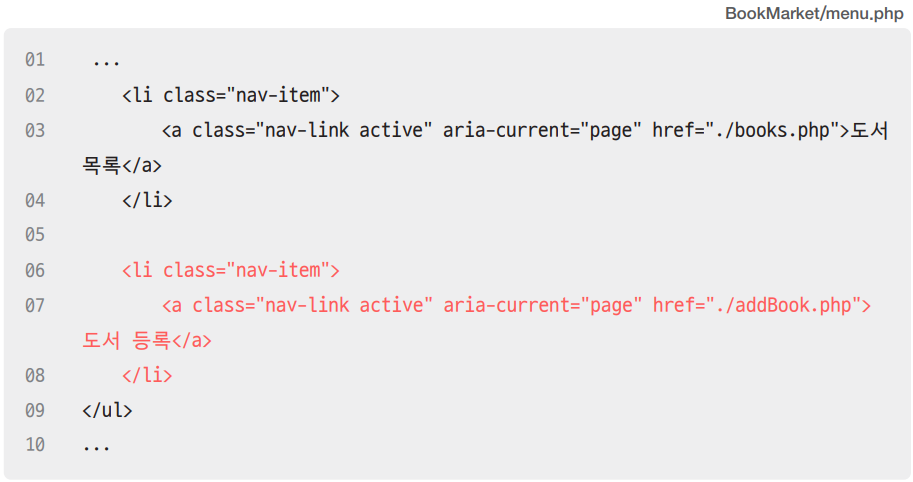 BookMarket/menu.php
01 ...
02 <li class="nav-item">
03 <a class="nav-link active" aria-current="page" href="./books.php">도서
목록</a>
04 </li>
05
06 <li class="nav-item">
07 <a class="nav-link active" aria-current="page" href="./addBook.php">
도서 등록</a>
08 </li>
09 </ul>
10 ...